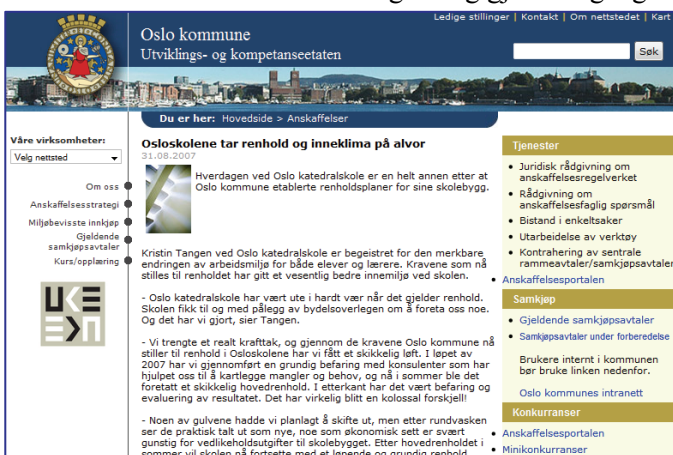 Ledige stillinger | Kontakt | Om nettstedet | Kart
Oslo kommune
Utviklings- og kompetanseetaten
Søk
Du er her: Hovedside > Anskaffelser
Våre virksomheter:
Velg nettsted
Om oss
Anskaffelsesstrategi
Miljøbevisste innkjøp
Gjeldende
samkjøpsavtaler
Kurs/opplæring
UKE
Osloskolene tar renhold og inneklima på alvor
31.08.2007
Hverdagen ved Oslo katedralskole er en helt annen etter at
Oslo kommune etablerte renholdsplaner for sine skolebygg.
Kristin Tangen ved Oslo katedralskole er begeistret for den merkbare
endringen av arbeidsmiljø for både elever og lærere. Kravene som nå
stilles til renholdet har gitt et vesentlig bedre innemiljø ved skolen.
- Oslo katedralskole har vært ute i hardt vær når det gjelder renhold.
Skolen fikk til og med pålegg av bydelsoverlegen om å foreta oss noe.
Og det har vi gjort, sier Tangen.
- Vi trengte et realt krafttak, og gjennom de kravene Oslo kommune nå
stiller til renhold i Osloskolene har vi fått et skikkelig løft. I løpet av
2007 har vi gjennomført en grundig befaring med konsulenter som har
hjulpet oss til å kartlegge mangler og behov, og nå i sommer ble det
foretatt et skikkelig hovedrenhold. I etterkant har det vært befaring og
evaluering av resultatet. Det har virkelig blitt en kolossal forskjell!
- Noen av gulvene hadde vi planlagt å skifte ut, men etter rundvasken
ser de praktisk talt ut som nye, noe som økonomisk sett er svært
gunstig for vedlikeholdsutgifter til skolebygget. Etter hovedrenholdet i
sommer vil skolen nå fortsette med et løpende og grundig renhold
Tjenester
Juridisk rådgivning om
anskaffelsesregelverket
Rådgivning om
anskaffelsesfaglig spørsmål
Bistand i enkeltsaker
Utarbeidelse av verktøy
Kontrahering av sentrale
rammeavtaler/samkjøpsavtaler
Anskaffelsesportalen
Samkjøp
Gjeldende samkjøpsavtaler
Samkjøpsavtaler under forberedelse
Brukere internt i kommunen
bør bruke linken nedenfor.
Oslo kommunes intranett
Konkurranser
Anskaffelsesportalen
Minikonkurranser